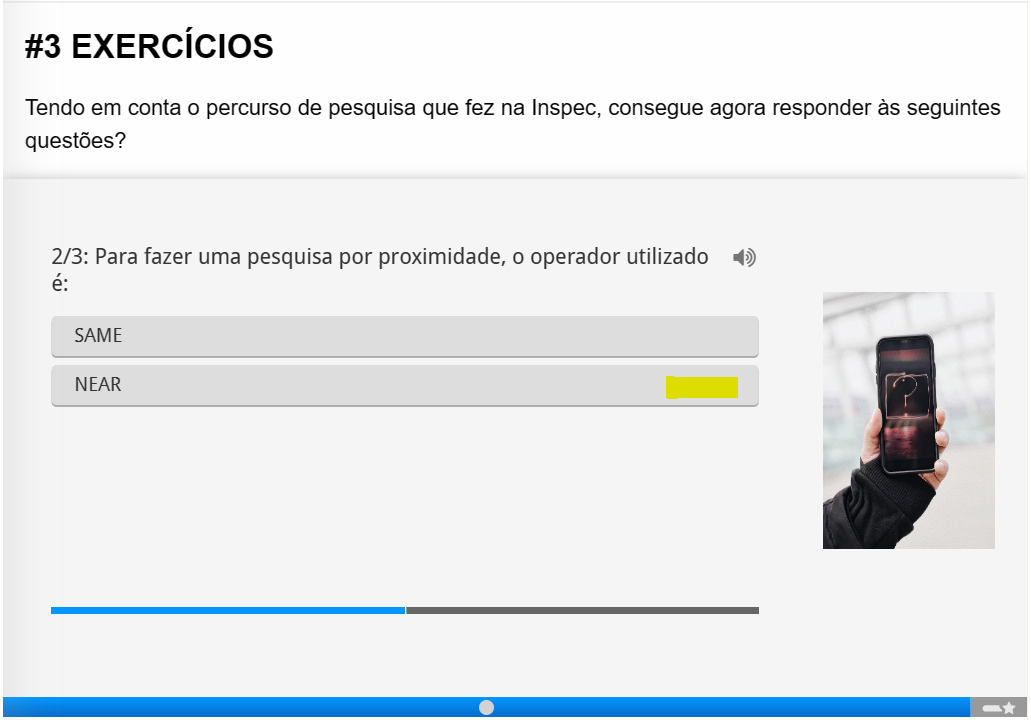 #3 EXERCÍCIOS
Tendo em conta o percurso de pesquisa que fez na Inspec, consegue agora responder às seguintes
questões?
2/3: Para fazer uma pesquisa por proximidade, o operador utilizado
é:
SAME
NEAR
?